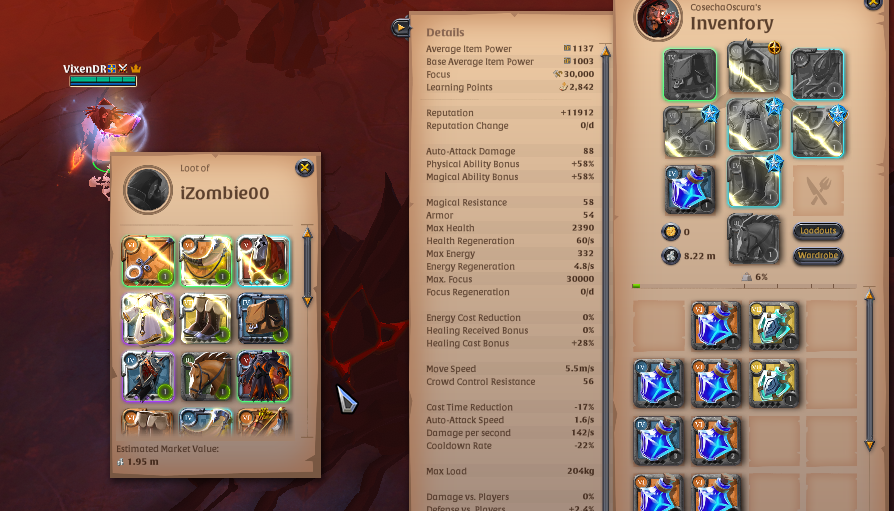 VixenDR
Loot of
iZombie00
Estimated Market Value:
1.95 m
Details
Average Item Power 1137
Base Average Item Power 1003
Focus 30,000
Learning Points 2,842
Reputation +11912
Reputation Change 0/d
Auto-Attack Damage 88
Physical Ability Bonus +58%
Magical Ability Bonus +58%
Magical Resistance 58
Armor 54
Max Health 2390
Health Regeneration 60/s
Max Energy 332
Energy Regeneration 4.8/s
Max. Focus 30000
Focus Regeneration 0/d
Energy Cost Reduction 0%
Healing Received Bonus 0%
Healing Cast Bonus +28%
Move Speed 5.5m/s
Crowd Control Resistance 56
Cast Time Reduction -17%
Auto-Attack Speed 1.6/s
Damage per second 142/s
Cooldown Rate -22%
Max Load 204kg
Damage vs. Players 0%
Defense vs. Players +2.4%
CosechaOscura's
Inventory
0
Loadouts
8.22 m
Wardrobe
6%